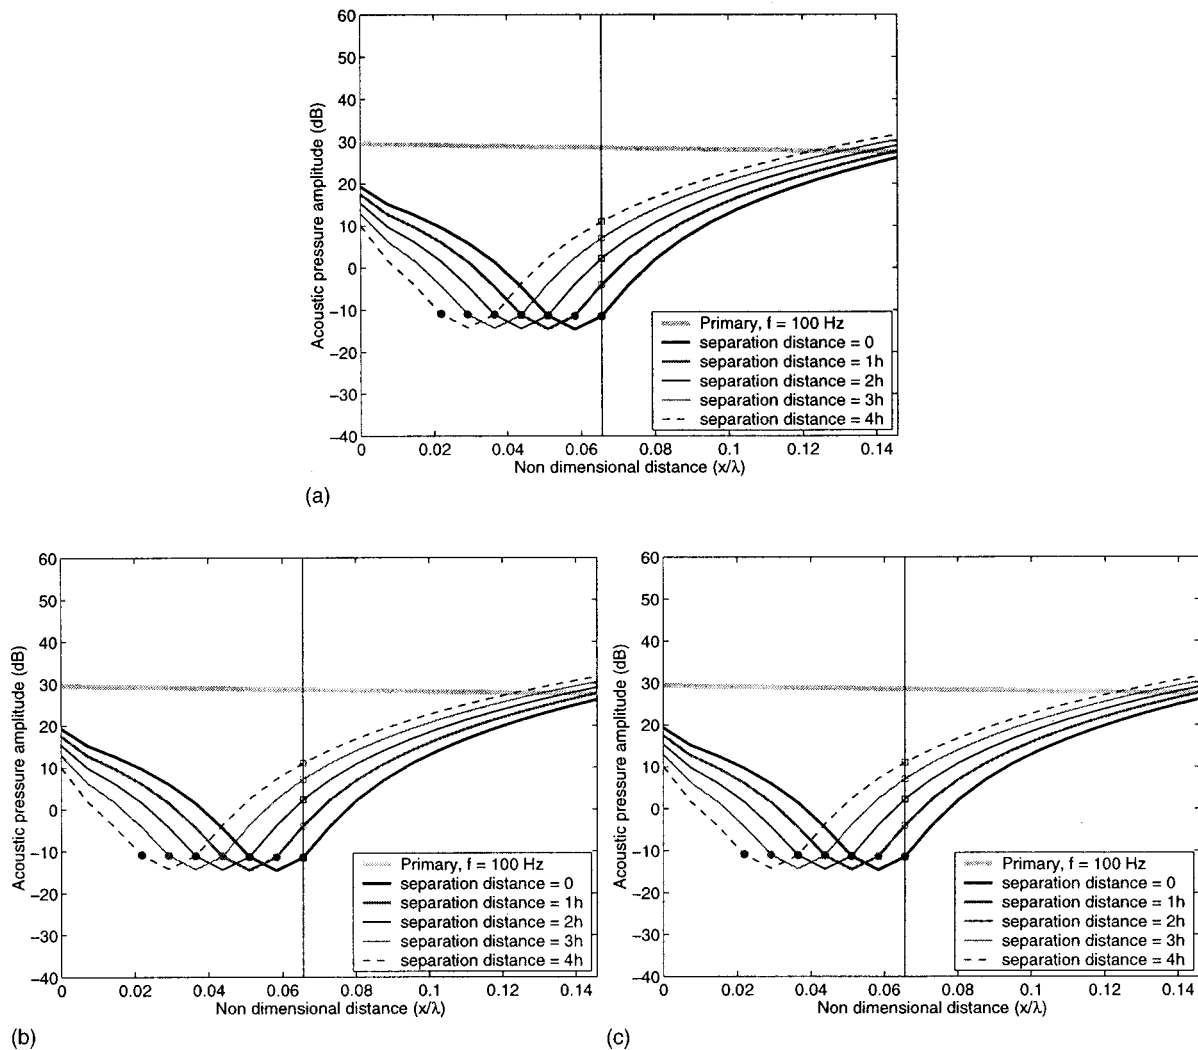 60
50
40
30
20
10
0
−10
−20
−30
−40
Acoustic pressure amplitude (dB)
Primary, f = 100 Hz
separation distance = 0
separation distance = 1h
separation distance = 2h
separation distance = 3h
separation distance = 4h
0 0.02 0.04 0.06 0.08 0.1 0.12 0.14
Non dimensional distance (x/λ)
(a)
60
50
40
30
20
10
0
−10
−20
−30
−40
Acoustic pressure amplitude (dB)
Primary, f = 100 Hz
separation distance = 0
separation distance = 1h
separation distance = 2h
separation distance = 3h
separation distance = 4h
0 0.02 0.04 0.06 0.08 0.1 0.12 0.14
Non dimensional distance (x/λ)
(b)
60
50
40
30
20
10
0
−10
−20
−30
−40
Acoustic pressure amplitude (dB)
Primary, f = 100 Hz
separation distance = 0
separation distance = 1h
separation distance = 2h
separation distance = 3h
separation distance = 4h
0 0.02 0.04 0.06 0.08 0.1 0.12 0.14
Non dimensional distance (x/λ)
(c)